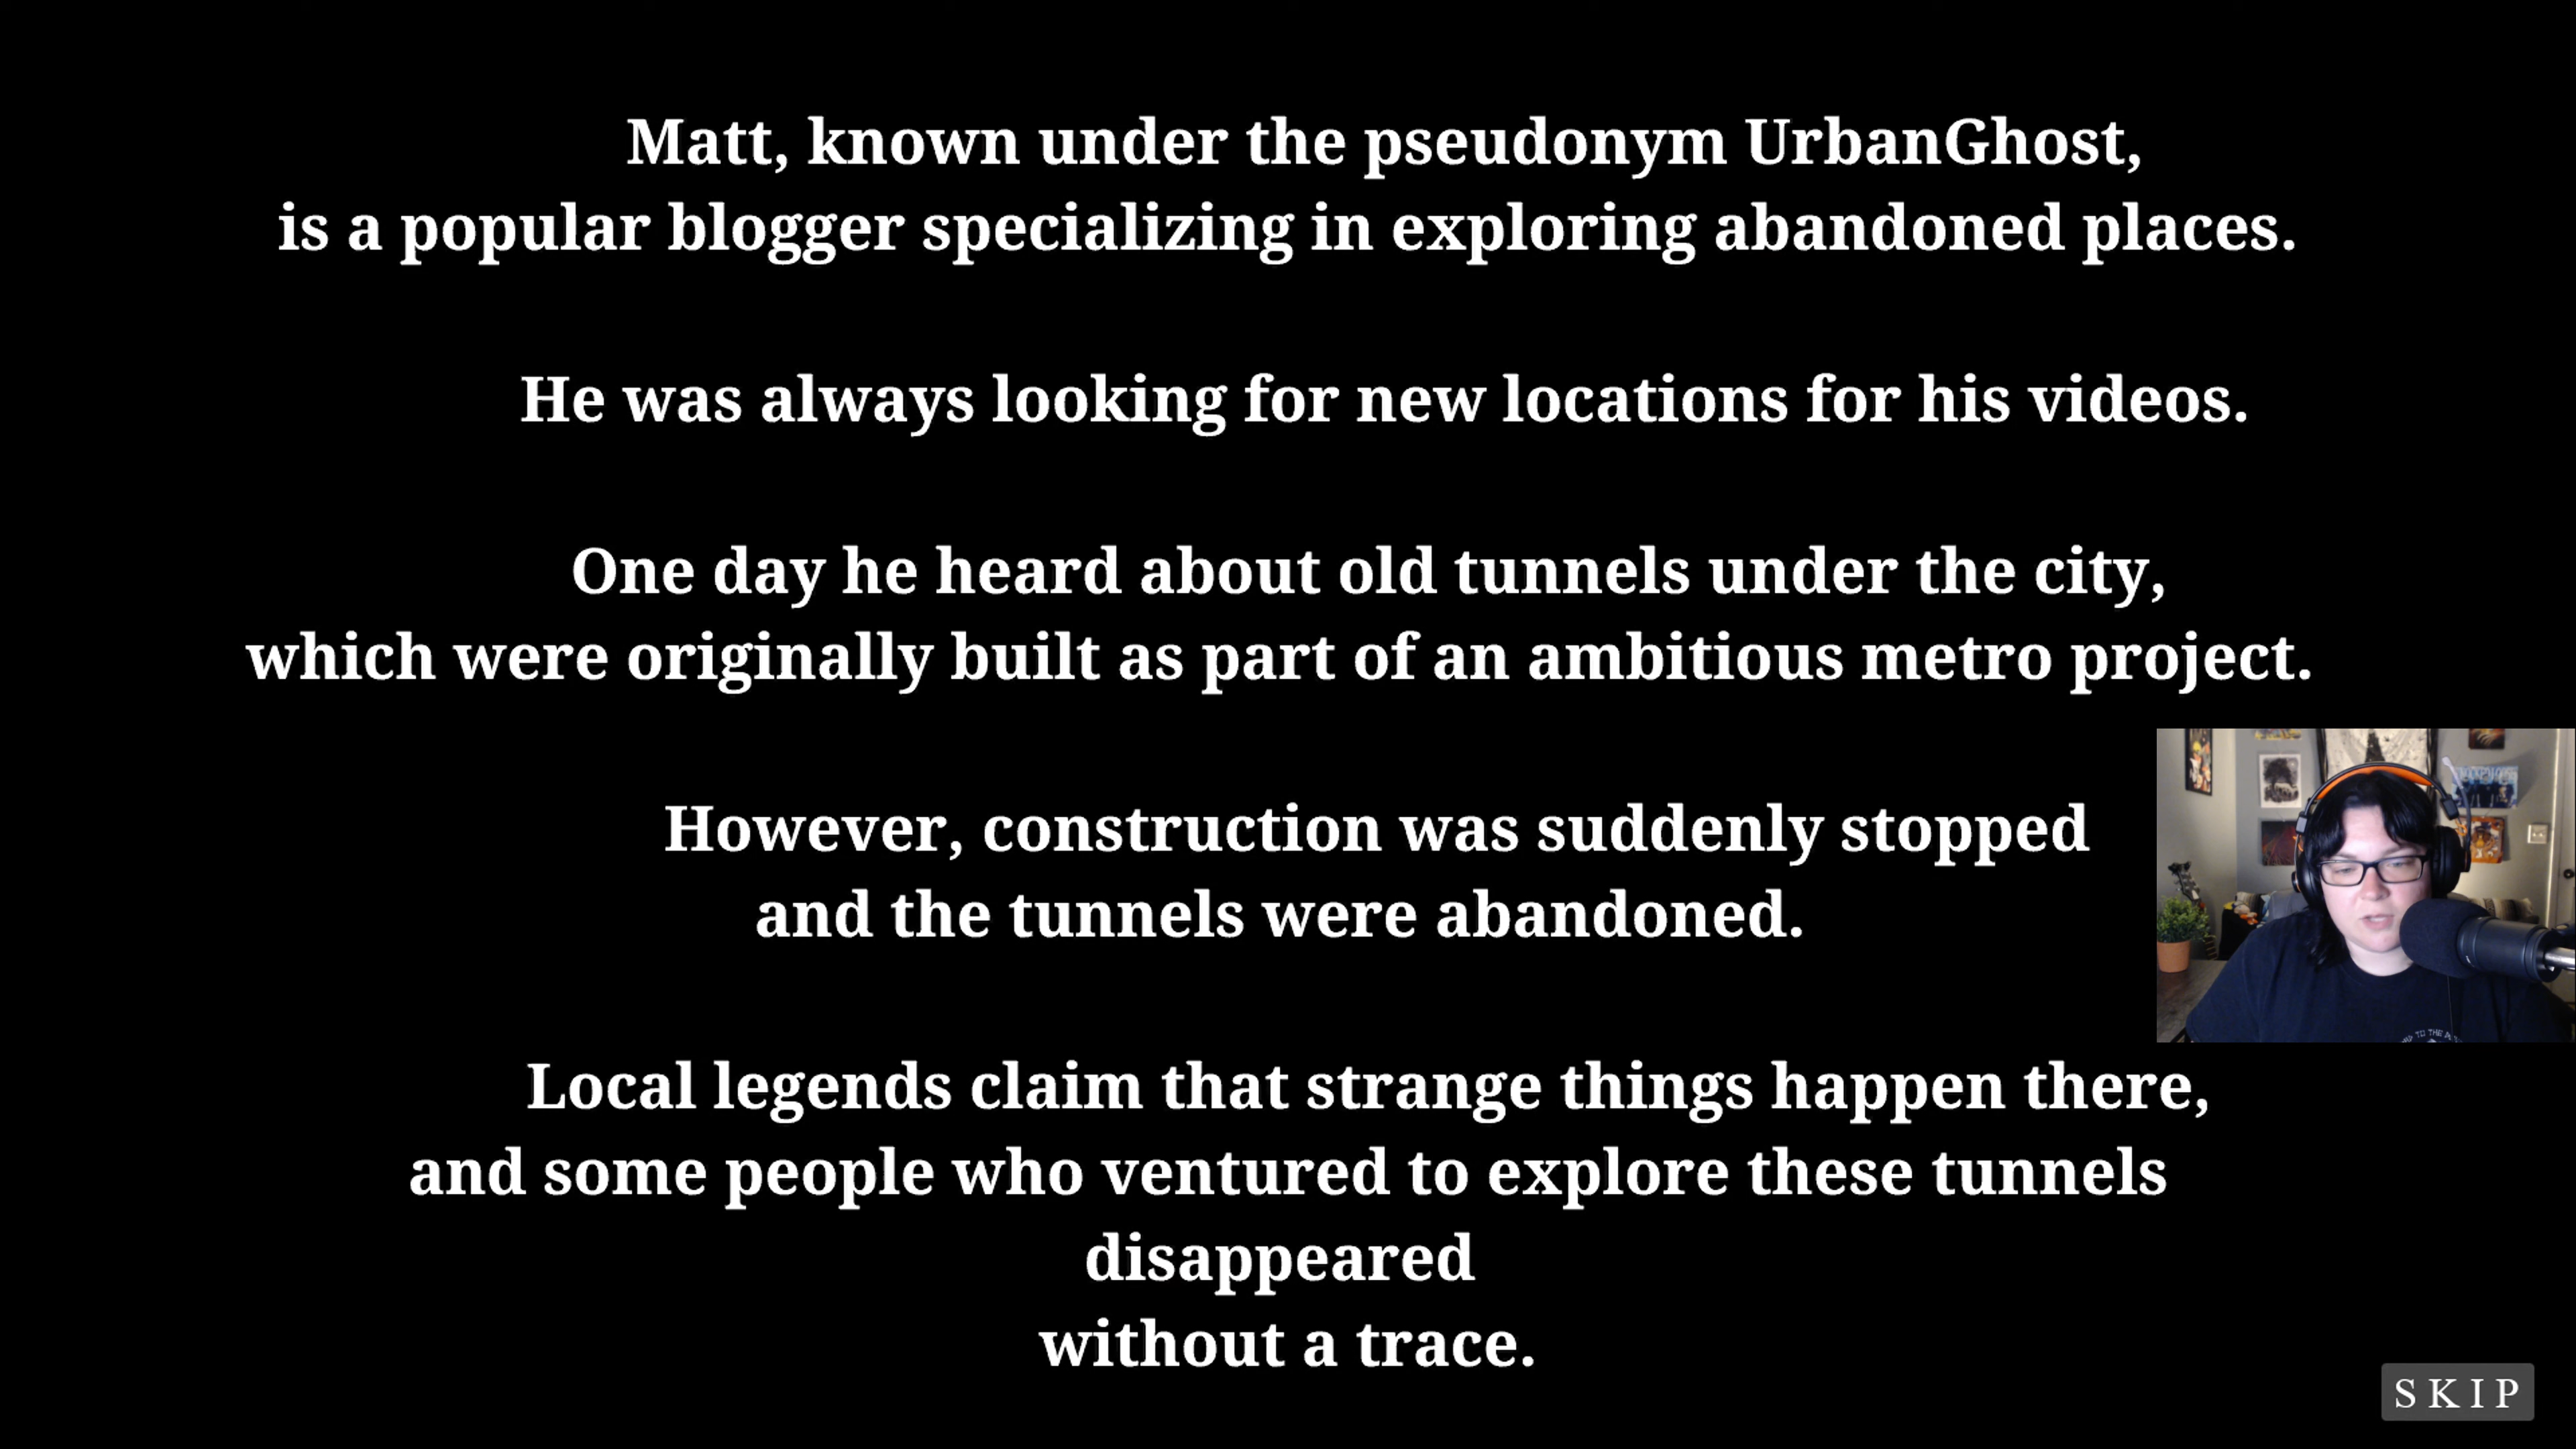 Matt, known under the pseudonym UrbanGhost,
is a popular blogger specializing in exploring abandoned places.
He was always looking for new locations for his videos.
One day he heard about old tunnels under the city,
which were originally built as part of an ambitious metro project.
However, construction was suddenly stopped
and the tunnels were abandoned.
Local legends claim that strange things happen there,
and some people who ventured to explore these tunnels
disappeared
without a trace.
SKIP